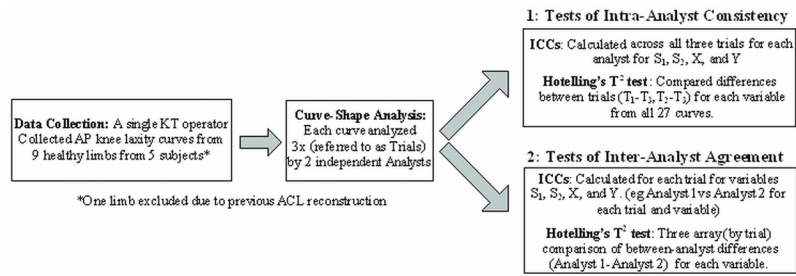 Data Collection: A single KT operator
Collected AP knee laxity curves from
9 healthy limbs from 5 subjects*
*One limb excluded due to previous ACL reconstruction
Curve-Shape Analysis:
Each curve analyzed
3x (referred to as Trials)
by 2 independent Analysts
1: Tests of Intra-Analyst Consistency
ICCs: Calculated across all three trials for each
analyst for S₁, S₂, X, and Y
Hotelling's T² test: Compared differences
between trials (T₁-T₂, T₂-T₃) for each variable
from all 27 curves.
2: Tests of Inter-Analyst Agreement
ICCs: Calculated for each trial for variables
S₁, S₂, X, and Y. (eg Analyst 1 vs Analyst 2 for
each trial and variable)
Hotelling's T² test: Three array (by trial)
comparison of between-analyst differences
(Analyst 1-Analyst 2) for each variable.